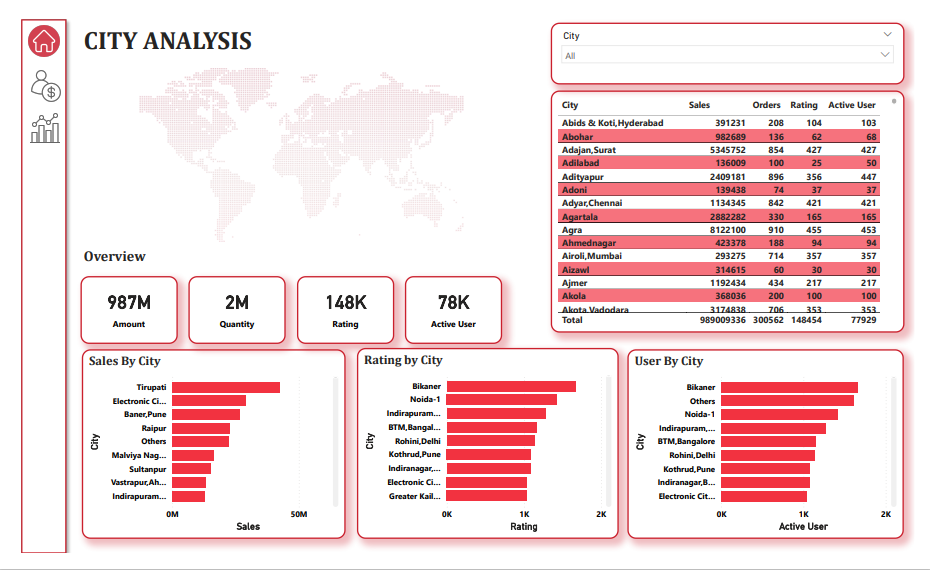 CITY ANALYSIS
City
All
City Sales Orders Rating Active User
Abids & Koti,Hyderabad 391231 208 104 103
Abohar 982689 136 62 68
Adajan,Surat 5345752 854 427 427
Adilabad 136009 100 25 50
Adityapur 2409181 896 356 447
Adoni 139438 74 37 37
Adyar,Chennai 1134345 842 421 421
Agartala 2882282 330 165 165
Agra 8122100 910 455 453
Ahmednagar 423378 188 94 94
Airoli,Mumbai 293275 714 357 357
Aizawl 314615 60 30 30
Ajmer 1192434 434 217 217
Akola 368036 200 100 100
Akota,Vadodara 3174838 706 353 353
Total 989009336 300562 148454 77929
Overview
987M
Amount
2M
Quantity
148K
Rating
78K
Active User
Sales By City
City
Tirupati
Electronic Ci...
Baner,Pune
Raipur
Others
Malviya Nag...
Sultanpur
Vastrapur,Ah...
Indirapuram...
0M 50M
Sales
Rating by City
City
Bikaner
Noida-1
Indirapuram...
BTM,Bangal...
Rohini,Delhi
Kothrud,Pune
Indiranagar,...
Electronic Ci...
Greater Kail...
0K 1K 2K
Rating
User By City
City
Bikaner
Others
Noida-1
Indirapuram,...
BTM,Bangalore
Rohini,Delhi
Kothrud,Pune
Indiranagar,B...
Electronic Cit...
0K 1K 2K
Active User